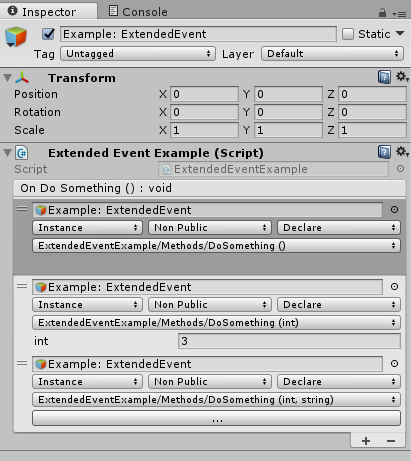 Inspector Console
Example: ExtendedEvent Static
Tag Untagged Layer Default
Transform
Position X 0 Y 0 Z 0
Rotation X 0 Y 0 Z 0
Scale X 1 Y 1 Z 1
Extended Event Example (Script)
Script ExtendedEventExample
On Do Something () : void
Example: ExtendedEvent
Instance Non Public Declare
ExtendedEventExample/Methods/DoSomething ()
Example: ExtendedEvent
Instance Non Public Declare
ExtendedEventExample/Methods/DoSomething (int)
int 3
Example: ExtendedEvent
Instance Non Public Declare
ExtendedEventExample/Methods/DoSomething (int, string)
...
+ −